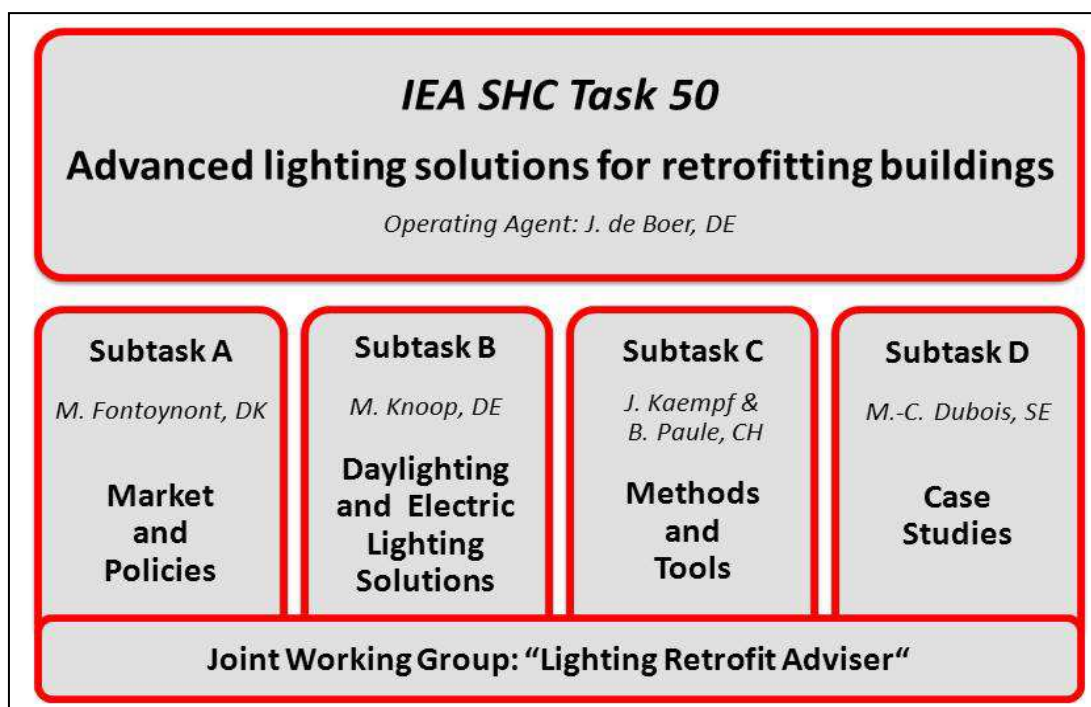 IEA SHC Task 50
Advanced lighting solutions for retrofitting buildings
Operating Agent: J. de Boer, DE
Subtask A
M. Fontoynont, DK
Market
and
Policies
Subtask B
M. Knoop, DE
Daylighting
and Electric
Lighting
Solutions
Subtask C
J. Kaempf &
B. Paule, CH
Methods
and
Tools
Subtask D
M.-C. Dubois, SE
Case
Studies
Joint Working Group: “Lighting Retrofit Adviser“